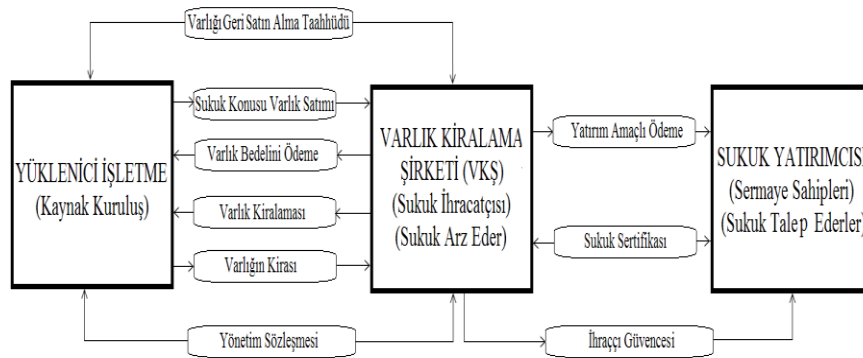 Varlığı Geri Satın Alma Taahhüdü
YÜKLENİCİ İŞLETME
(Kaynak Kuruluş)
Sukuk Konusu Varlık Satımı
Varlık Bedelini Ödeme
Varlık Kiralaması
Varlığın Kirası
Yönetim Sözleşmesi
VARLIK KİRALAMA
ŞİRKETİ (VKŞ)
(Sukuk İhracatçısı)
(Sukuk Arz Eder)
Yatırım Amaçlı Ödeme
Sukuk Sertifikası
İhraççı Güvencesi
SUKUK YATIRIMCISI
(Sermaye Sahipleri)
(Sukuk Talep Ederler)